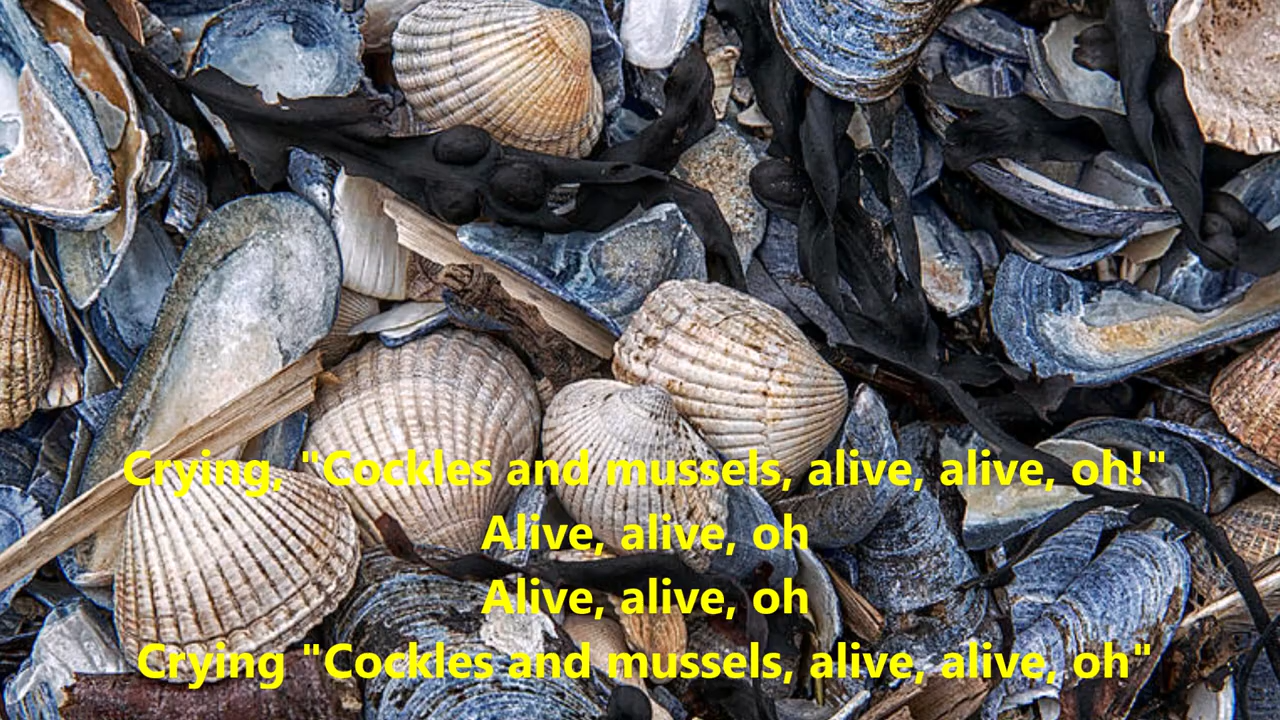 Crying, "Cockles and mussels, alive, alive, oh!"
Alive, alive, oh
Alive, alive, oh
Crying "Cockles and mussels, alive, alive, oh"